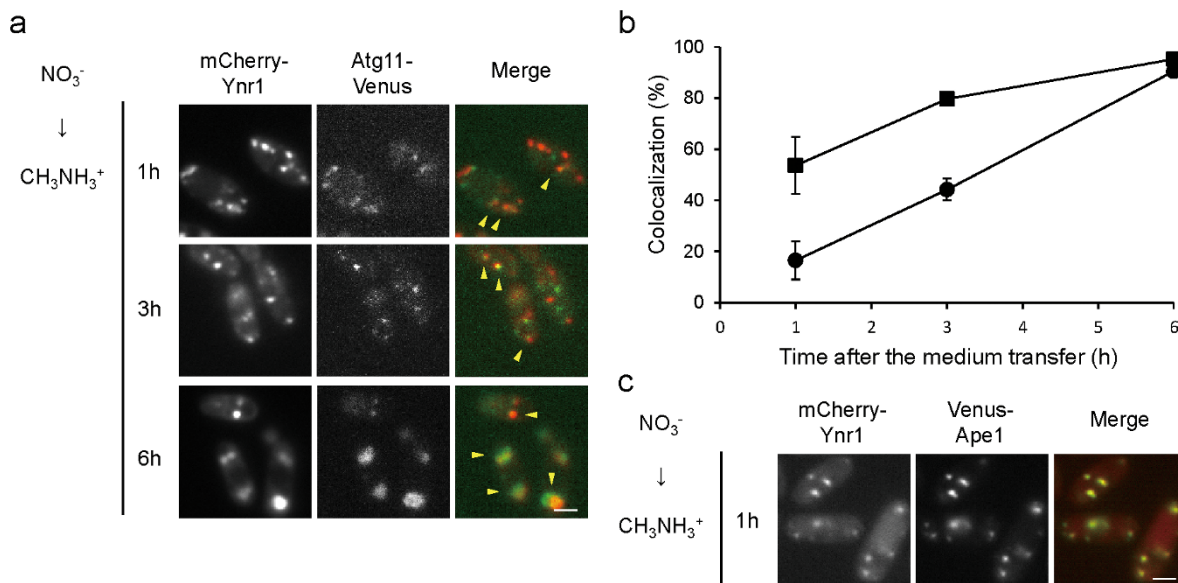 a
mCherry-
Ynr1
Atg11-
Venus
Merge
NO₃⁻
↓
CH₃NH₃⁺
1h
3h
6h
b
Colocalization (%)
100
80
60
40
20
0
0
1
2
3
4
5
6
Time after the medium transfer (h)
c
mCherry-
Ynr1
Venus-
Ape1
Merge
NO₃⁻
↓
CH₃NH₃⁺
1h